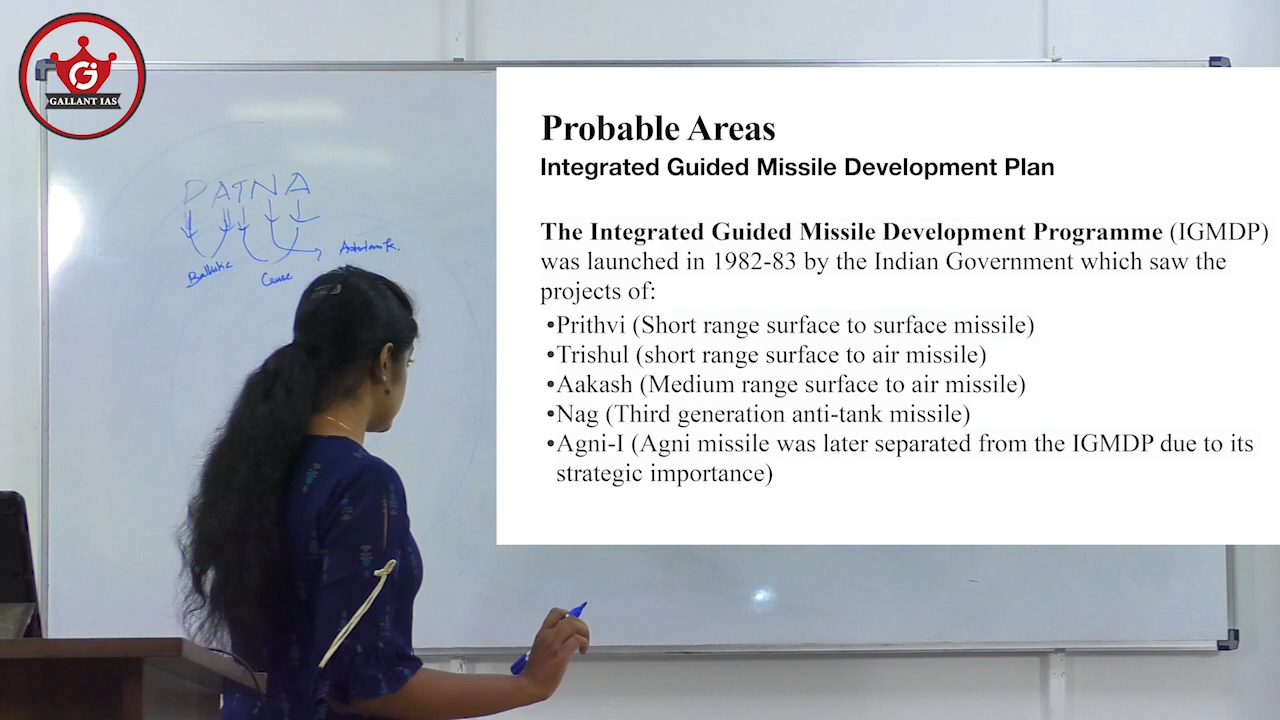 GALLANT IAS
PATNA
Ballistic
Probable Areas
Integrated Guided Missile Development Plan
The Integrated Guided Missile Development Programme (IGMDP)
was launched in 1982-83 by the Indian Government which saw the
projects of:
•Prithvi (Short range surface to surface missile)
•Trishul (short range surface to air missile)
•Aakash (Medium range surface to air missile)
•Nag (Third generation anti-tank missile)
•Agni-I (Agni missile was later separated from the IGMDP due to its
strategic importance)